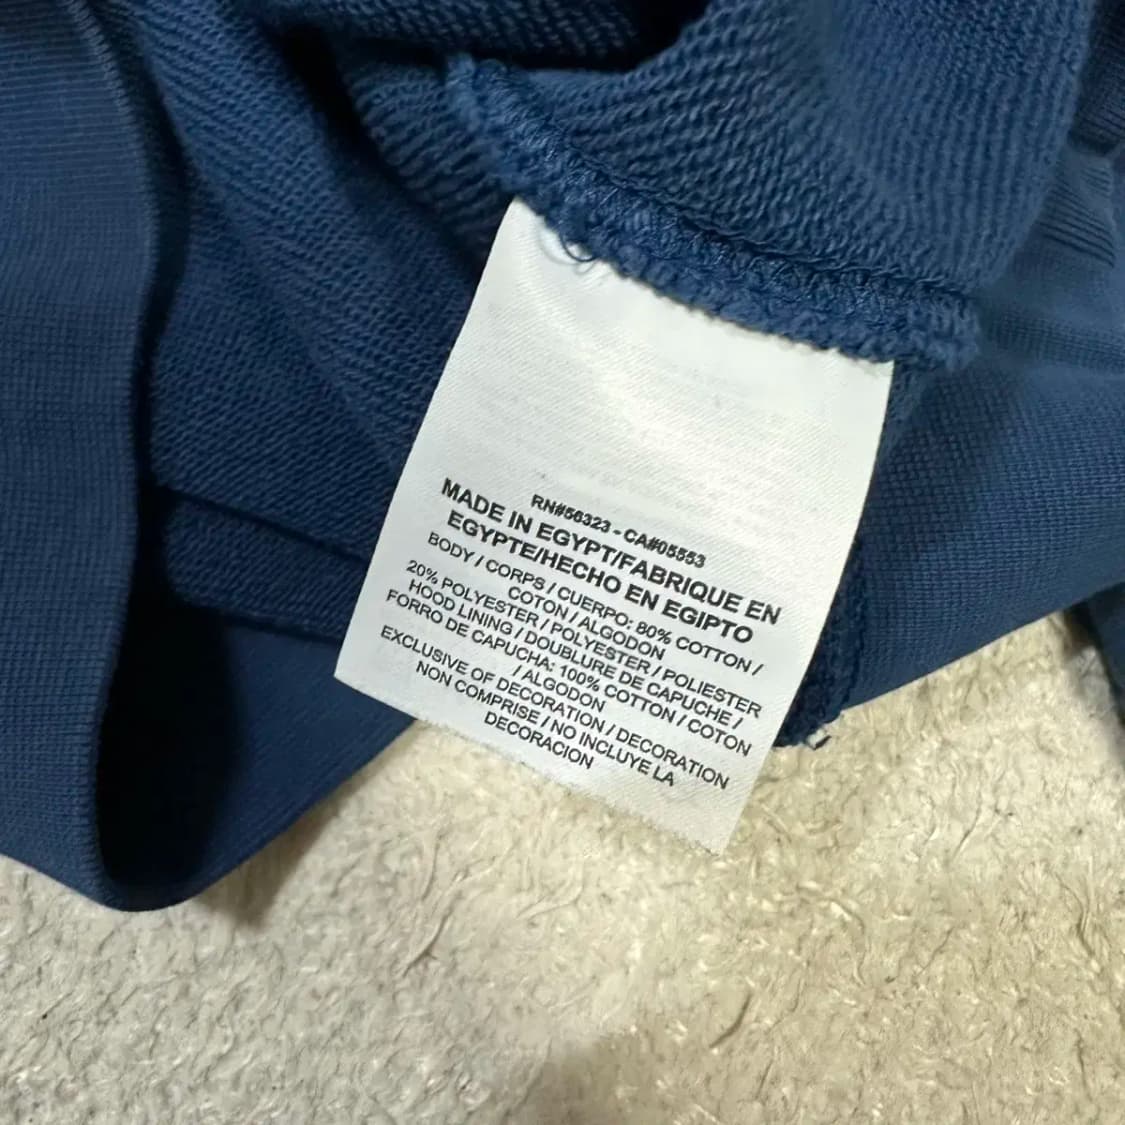 RN#56323 - CA#05553
MADE IN EGYPT/FABRIQUE EN
EGYPTE/HECHO EN EGIPTO
BODY / CORPS / CUERPO: 80% COTTON /
COTON / ALGODON
20% POLYESTER / POLYESTER / POLIESTER
HOOD LINING / DOUBLURE DE CAPUCHE /
FORRO DE CAPUCHA: 100% COTTON / COTON
/ ALGODON
EXCLUSIVE OF DECORATION / DECORATION
NON COMPRISE / NO INCLUYE LA
DECORACION